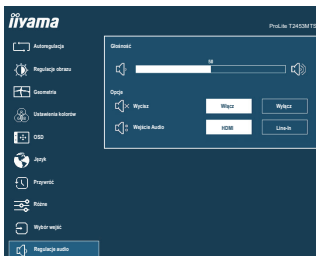 iiyama
ProLite T2453MTS
Autoregulacja
Regulacja obrazu
Geometria
Ustawienia kolorów
OSD
Język
Przywróć
Różne
Wybór wejść
Regulacje audio
Głośność
50
Opcje
Wycisz
Włącz
Wyłącz
Wejście Audio
HDMI
Line-In